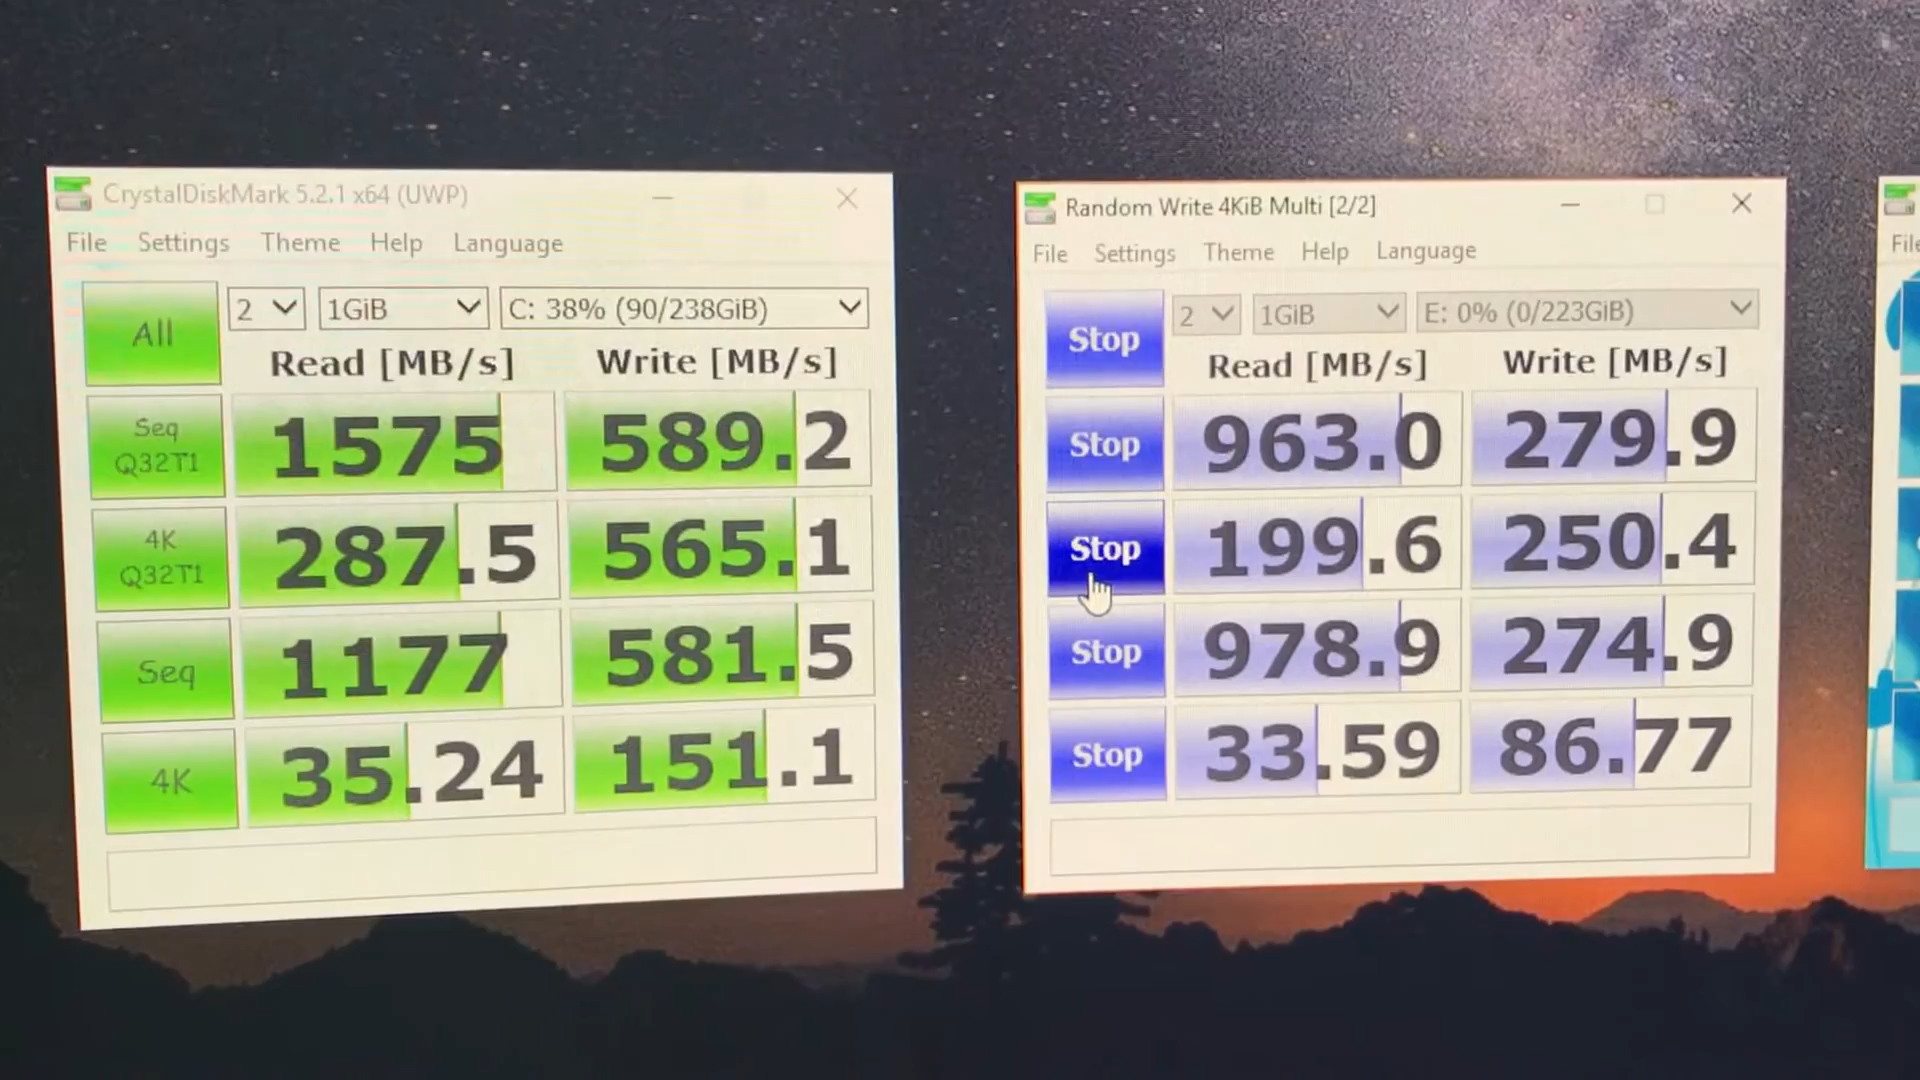 CrystalDiskMark 5.2.1 x64 (UWP)
File Settings Theme Help Language
All 2 1GiB C: 38% (90/238GiB)
Read [MB/s] Write [MB/s]
Seq Q32T1 1575 589.2
4K Q32T1 287.5 565.1
Seq 1177 581.5
4K 35.24 151.1
Random Write 4KiB Multi [2/2]
File Settings Theme Help Language
Stop 2 1GiB E: 0% (0/223GiB)
Read [MB/s] Write [MB/s]
Stop 963.0 279.9
Stop 199.6 250.4
Stop 978.9 274.9
Stop 33.59 86.77